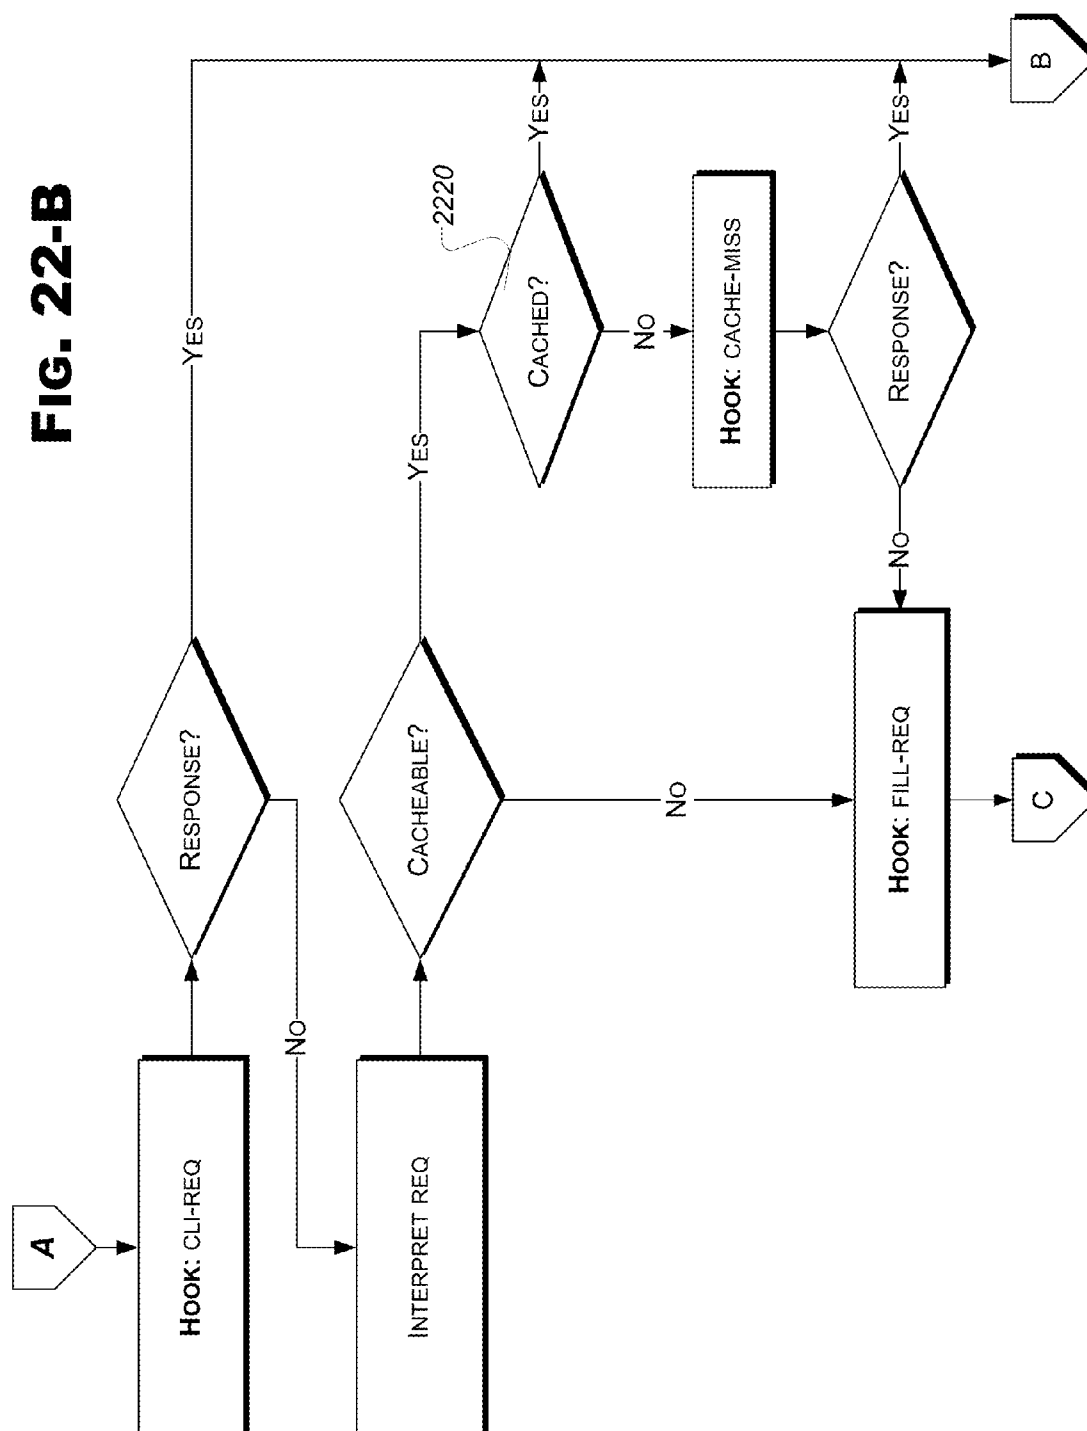 FIG. 22-B
A
HOOK: CLI-REQ
RESPONSE?
YES
NO
INTERPRET REQ
CACHEABLE?
YES
NO
CACHED?
2220
YES
NO
HOOK: CACHE-MISS
RESPONSE?
YES
NO
HOOK: FILL-REQ
B
C